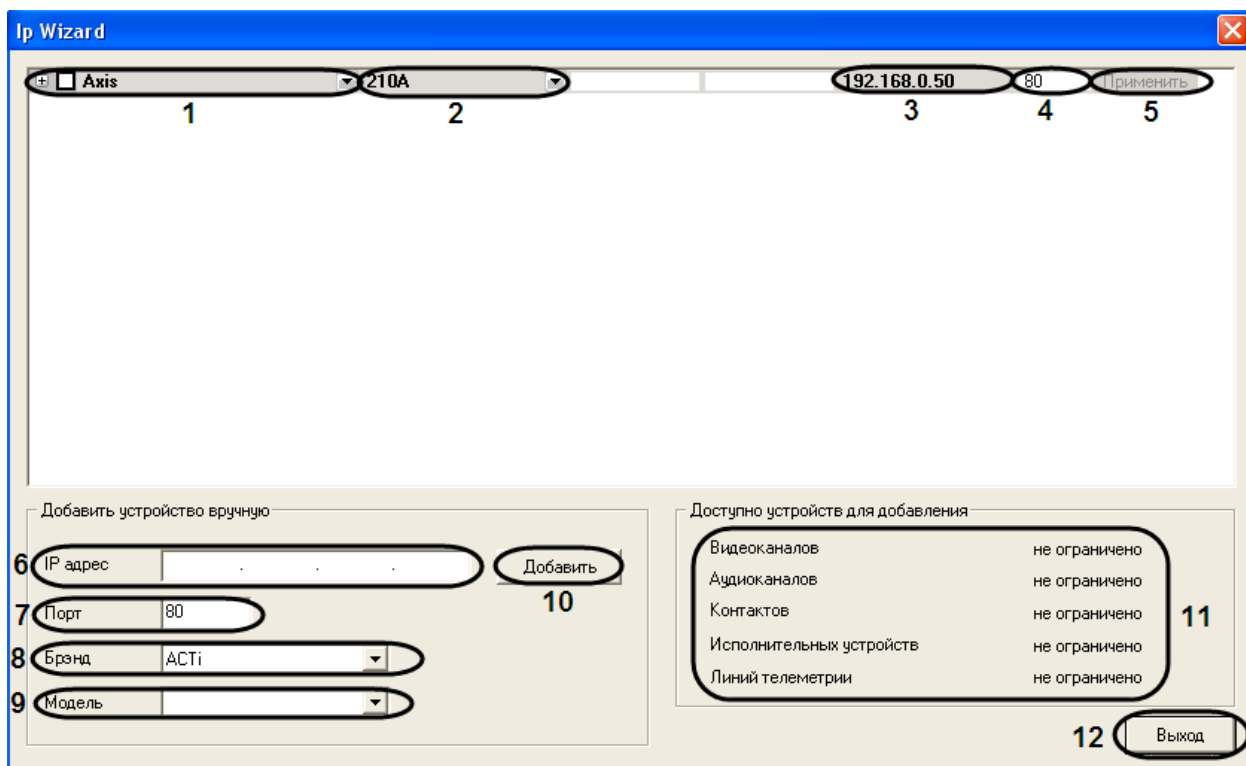 Ip Wizard
Axis 210A 192.168.0.50 80 Применить
1 2 3 4 5
Добавить устройство вручную
6 IP адрес . . . Добавить
10
7 Порт 80
8 Брэнд ACTi
9 Модель
Доступно устройств для добавления
Видеоканалов не ограничено
Аудиоканалов не ограничено
Контактов не ограничено 11
Исполнительных устройств не ограничено
Линий телеметрии не ограничено
12 Выход